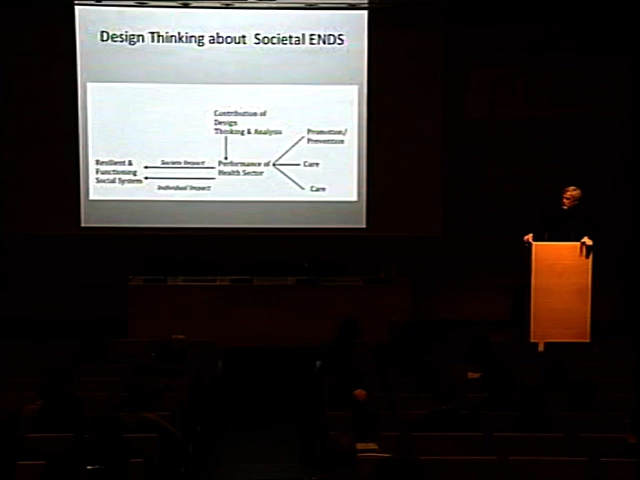 Design Thinking about Societal ENDS
Contribution of
Design
Thinking & Analysis
Promotion/
Prevention
Resilient &
Functioning
Social System
Societal Impact
Individual Impact
Performance of
Health Sector
Care
Care